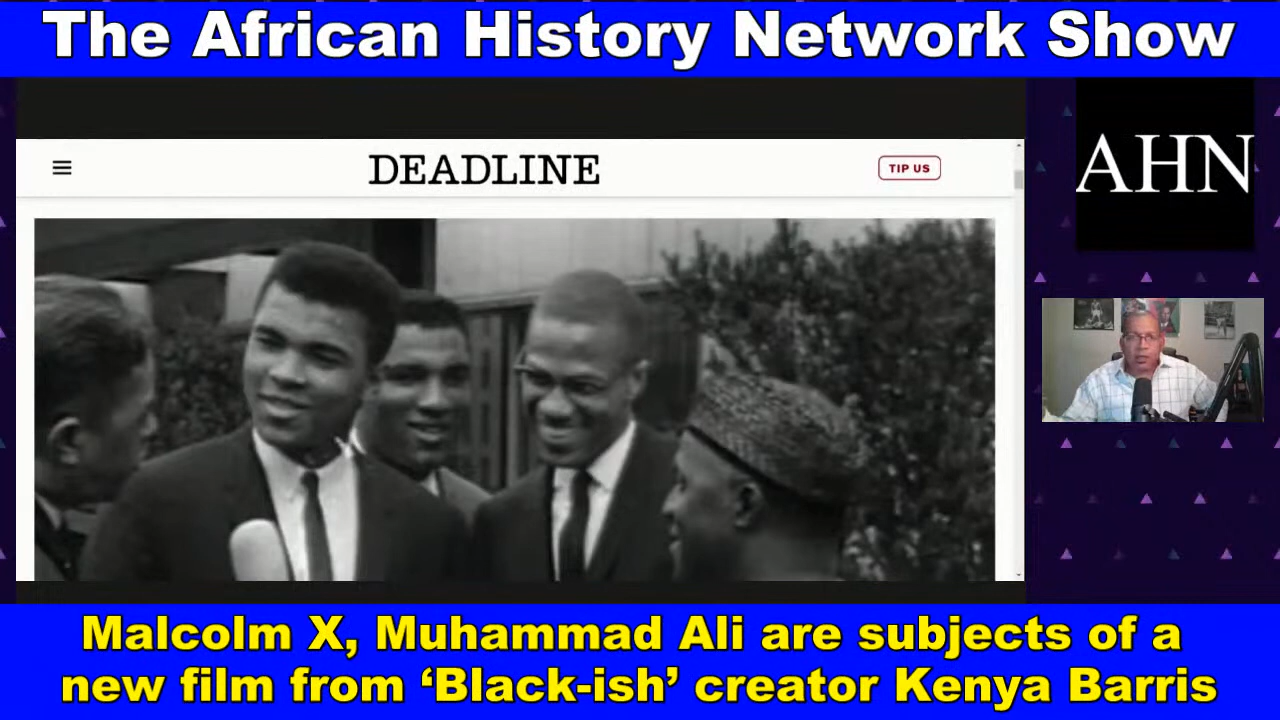 The African History Network Show
DEADLINE
TIP US
AHN
Malcolm X, Muhammad Ali are subjects of a
new film from ‘Black-ish’ creator Kenya Barris